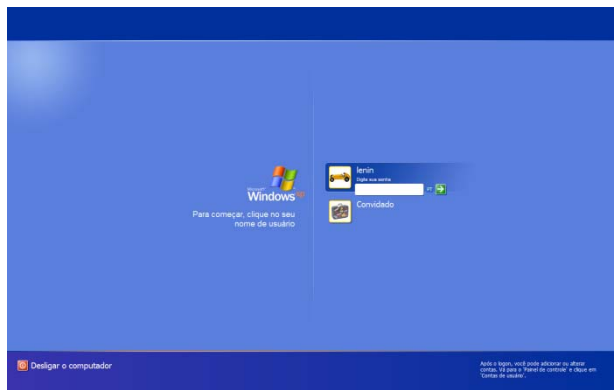 Microsoft
Windows xp
Para começar, clique no seu
nome de usuário
lenin
Digite sua senha
PT
Convidado
Desligar o computador
Após o logon, você pode adicionar ou alterar
contas. Vá para o 'Painel de controle' e clique em
'Contas de usuário'.